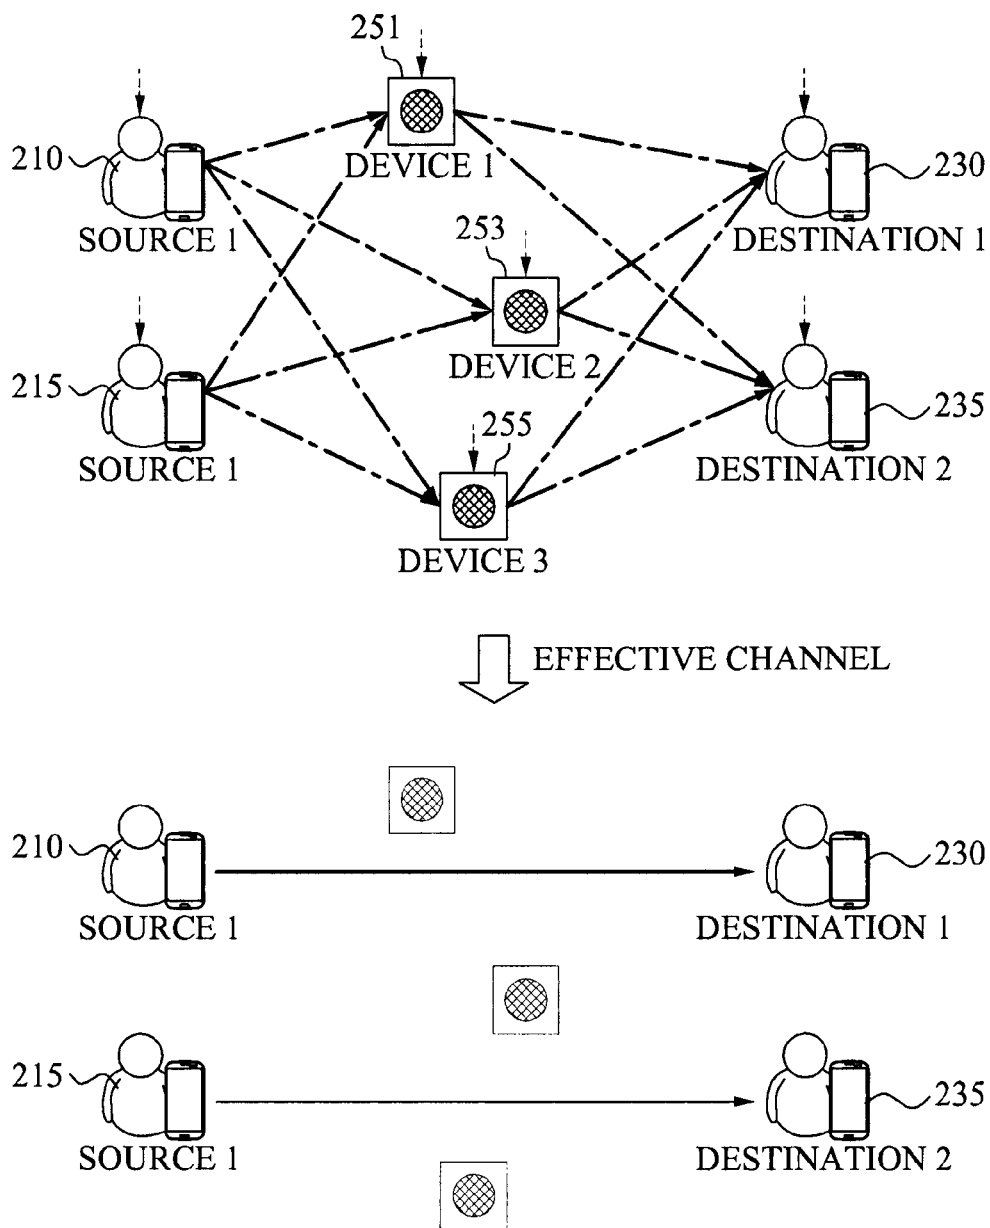 251
210
DEVICE 1
230
SOURCE 1
253
DESTINATION 1
215
DEVICE 2
235
SOURCE 1
255
DESTINATION 2
DEVICE 3
EFFECTIVE CHANNEL
210
230
SOURCE 1
DESTINATION 1
215
235
SOURCE 1
DESTINATION 2